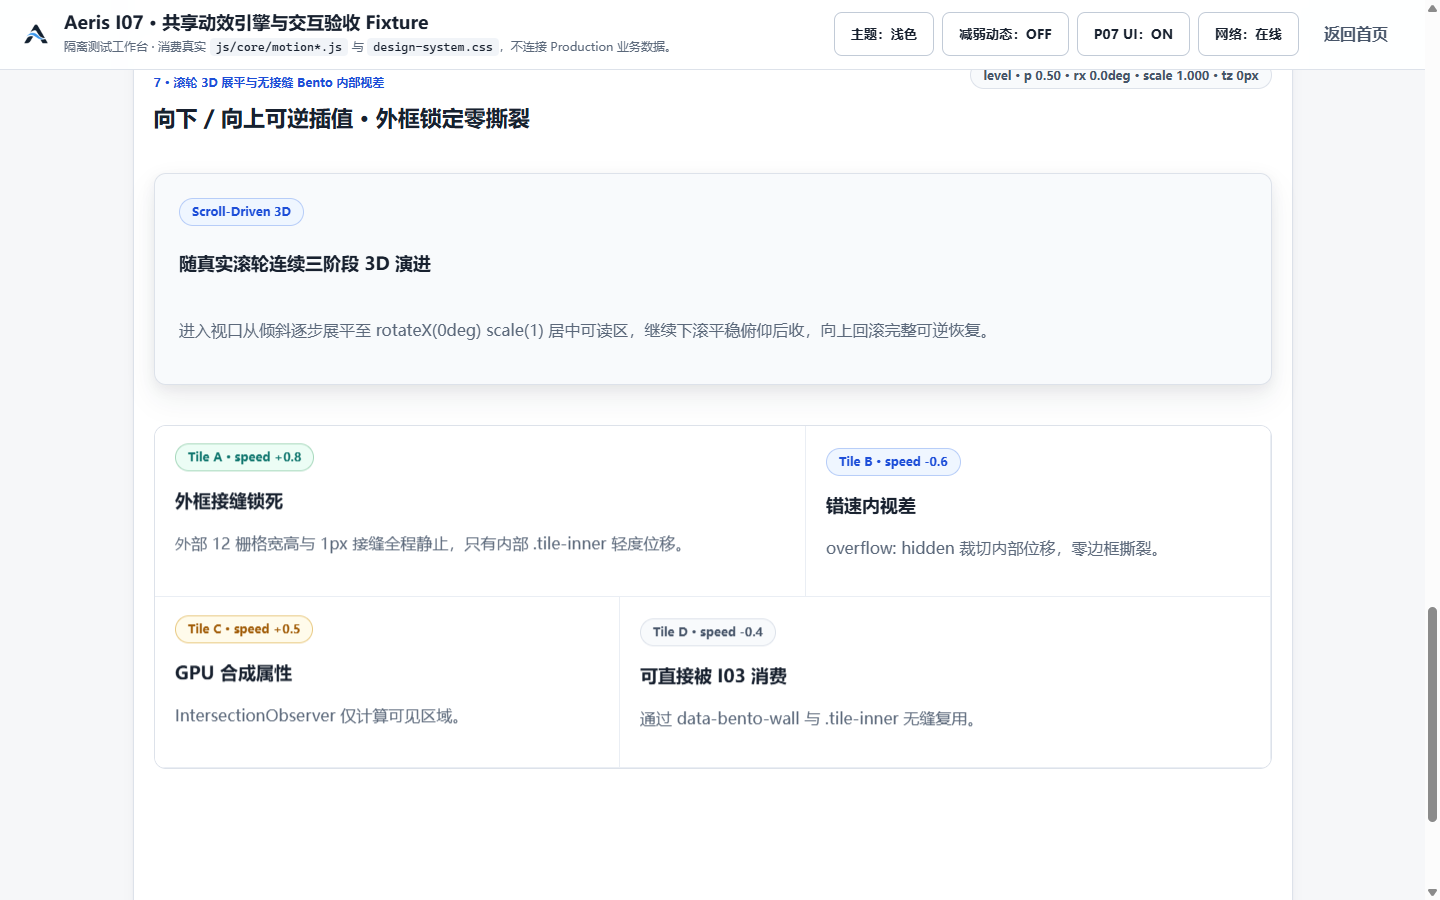 Aeris I07 • 共享动效引擎与交互验收 Fixture
隔离测试工作台 · 消费真实 js/core/motion*.js 与 design-system.css ，不连接 Production 业务数据。
主题：浅色
减弱动态：OFF
P07 UI：ON
网络：在线
返回首页
7 • 滚轮 3D 展平与无接缝 Bento 内部视差
level • p 0.50 • rx 0.0deg • scale 1.000 • tz 0px
向下 / 向上可逆插值 • 外框锁定零撕裂
Scroll-Driven 3D
随真实滚轮连续三阶段 3D 演进
进入视口从倾斜逐步展平至 rotateX(0deg) scale(1) 居中可读区，继续下滚平稳俯仰后收，向上回滚完整可逆恢复。
Tile A • speed +0.8
外框接缝锁死
外部 12 栅格宽高与 1px 接缝全程静止，只有内部 .tile-inner 轻度位移。
Tile B • speed -0.6
错速内视差
overflow: hidden 裁切内部位移，零边框撕裂。
Tile C • speed +0.5
GPU 合成属性
IntersectionObserver 仅计算可见区域。
Tile D • speed -0.4
可直接被 I03 消费
通过 data-bento-wall 与 .tile-inner 无缝复用。